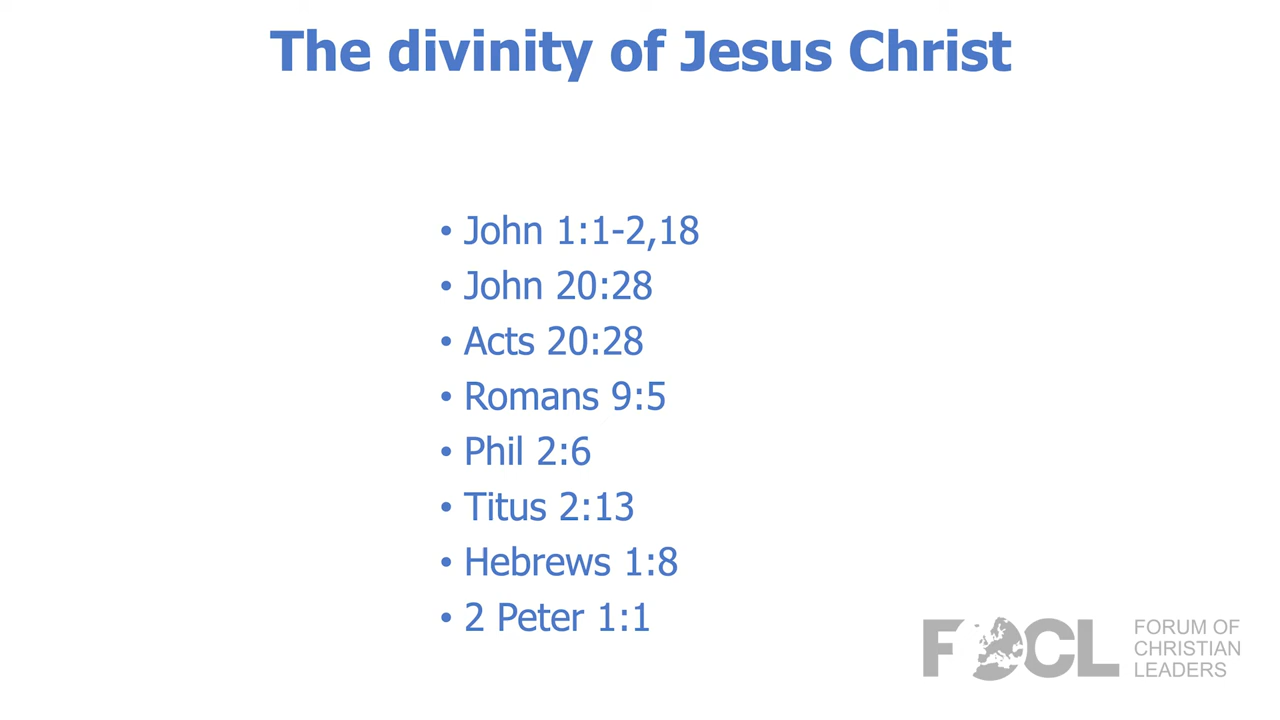 The divinity of Jesus Christ
• John 1:1-2,18
• John 20:28
• Acts 20:28
• Romans 9:5
• Phil 2:6
• Titus 2:13
• Hebrews 1:8
• 2 Peter 1:1
FOCL
FORUM OF
CHRISTIAN
LEADERS